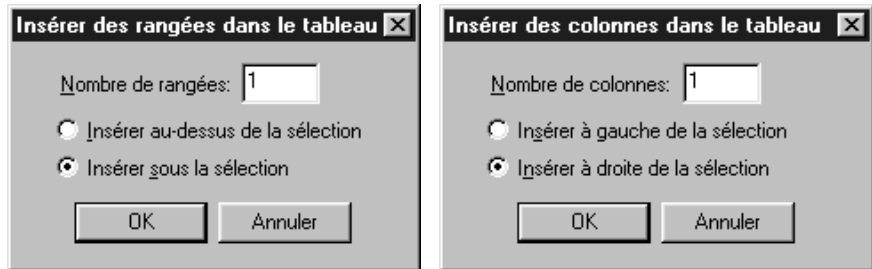 Insérer des rangées dans le tableau
Nombre de rangées: 1
Insérer au-dessus de la sélection
Insérer sous la sélection
OK Annuler
Insérer des colonnes dans le tableau
Nombre de colonnes: 1
Insérer à gauche de la sélection
Insérer à droite de la sélection
OK Annuler